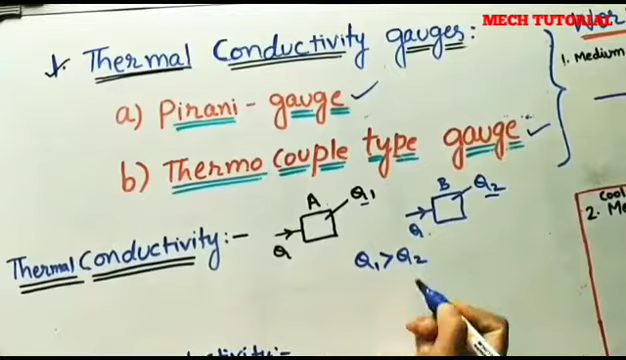 MECH TUTORIAL
Thermal Conductivity gauges:
1. Medium
a) Pirani - gauge
b) Thermo couple type gauge
A Q1
B Q2
Q
Q
Thermal Conductivity:-
Q1 > Q2
2.